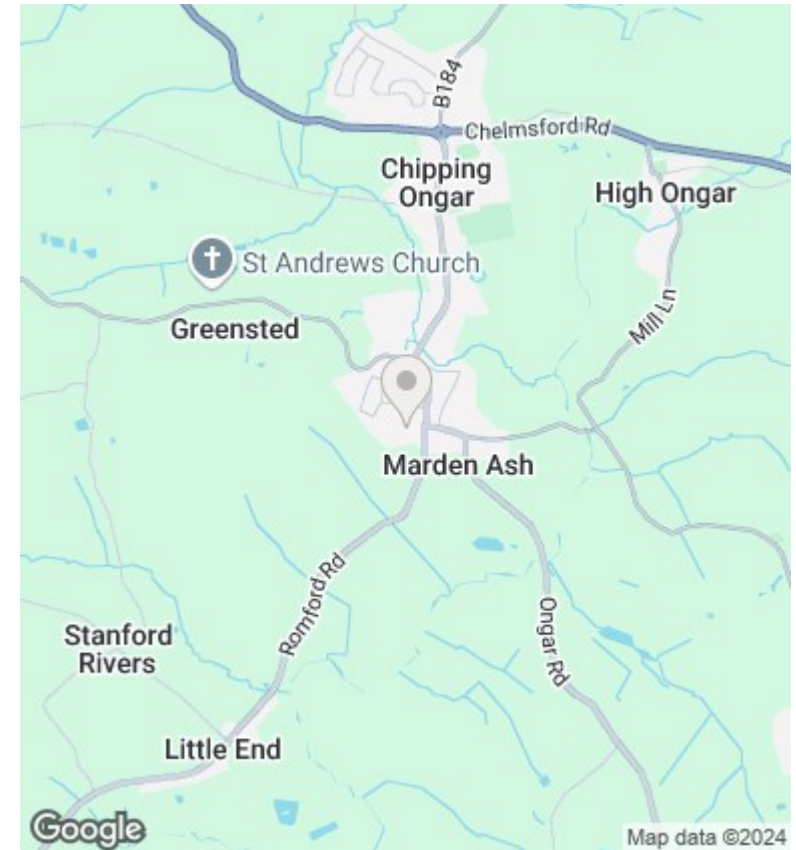 B184
Chelmsford Rd
Chipping
Ongar
High Ongar
St Andrews Church
Greensted
Mill Ln
Marden Ash
Romford Rd
Ongar Rd
Stanford
Rivers
Little End
Google
Map data ©2024